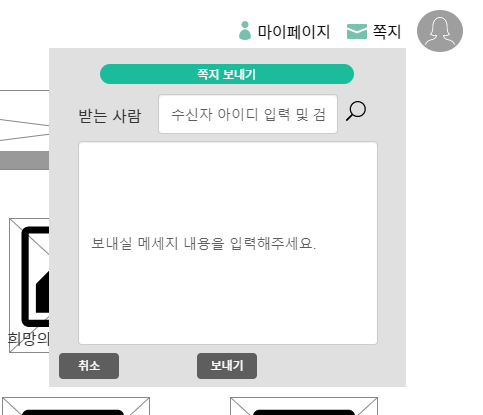 마이페이지 쪽지
쪽지 보내기
받는 사람 수신자 아이디 입력 및 검
보내실 메세지 내용을 입력해주세요.
희망의
취소 보내기